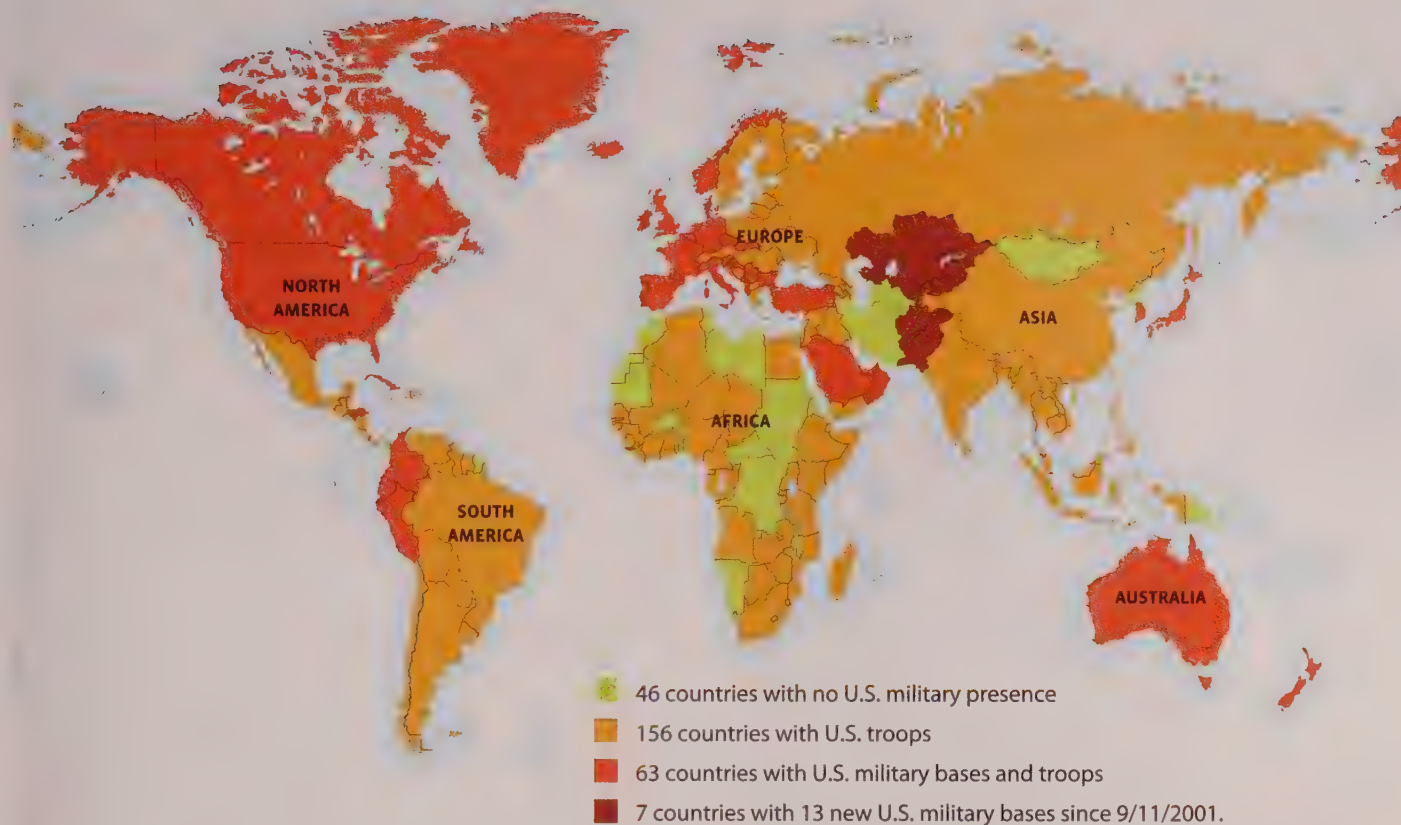 EUROPE
NORTH
AMERICA
ASIA
AFRICA
SOUTH
AMERICA
AUSTRALIA
46 countries with no U.S. military presence
156 countries with U.S. troops
63 countries with U.S. military bases and troops
7 countries with 13 new U.S. military bases since 9/11/2001.